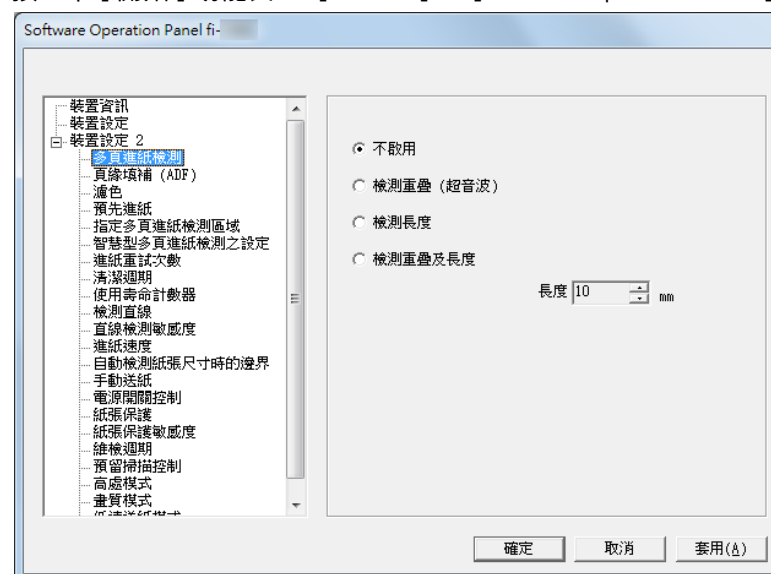 Software Operation Panel fi-
裝置資訊
裝置設定
裝置設定 2
多頁進紙檢測
頁緣填補 (ADF)
濾色
預先進紙
指定多頁進紙檢測區域
智慧型多頁進紙檢測之設定
進紙重試次數
清潔週期
使用壽命計數器
檢測直線
直線檢測敏感度
進紙速度
自動檢測紙張尺寸時的邊界
手動送紙
電源開關控制
紙張保護
紙張保護敏感度
維檢週期
預留掃描控制
高處模式
畫質模式
不啟用
檢測重疊 (超音波)
檢測長度
檢測重疊及長度
長度 10 mm
確定
取消
套用(A)